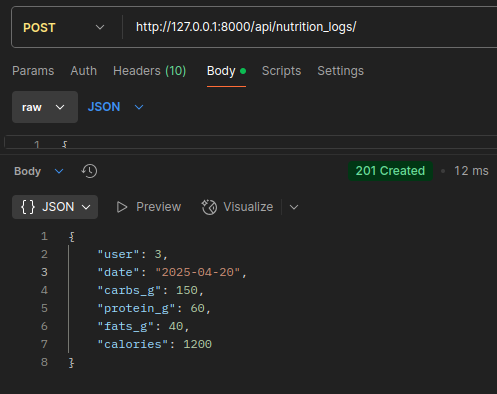 POST http://127.0.0.1:8000/api/nutrition_logs/
Params Auth Headers (10) Body Scripts Settings
raw JSON
1 {
Body 201 Created 12 ms
{} JSON Preview Visualize
1 {
2 "user": 3,
3 "date": "2025-04-20",
4 "carbs_g": 150,
5 "protein_g": 60,
6 "fats_g": 40,
7 "calories": 1200
8 }